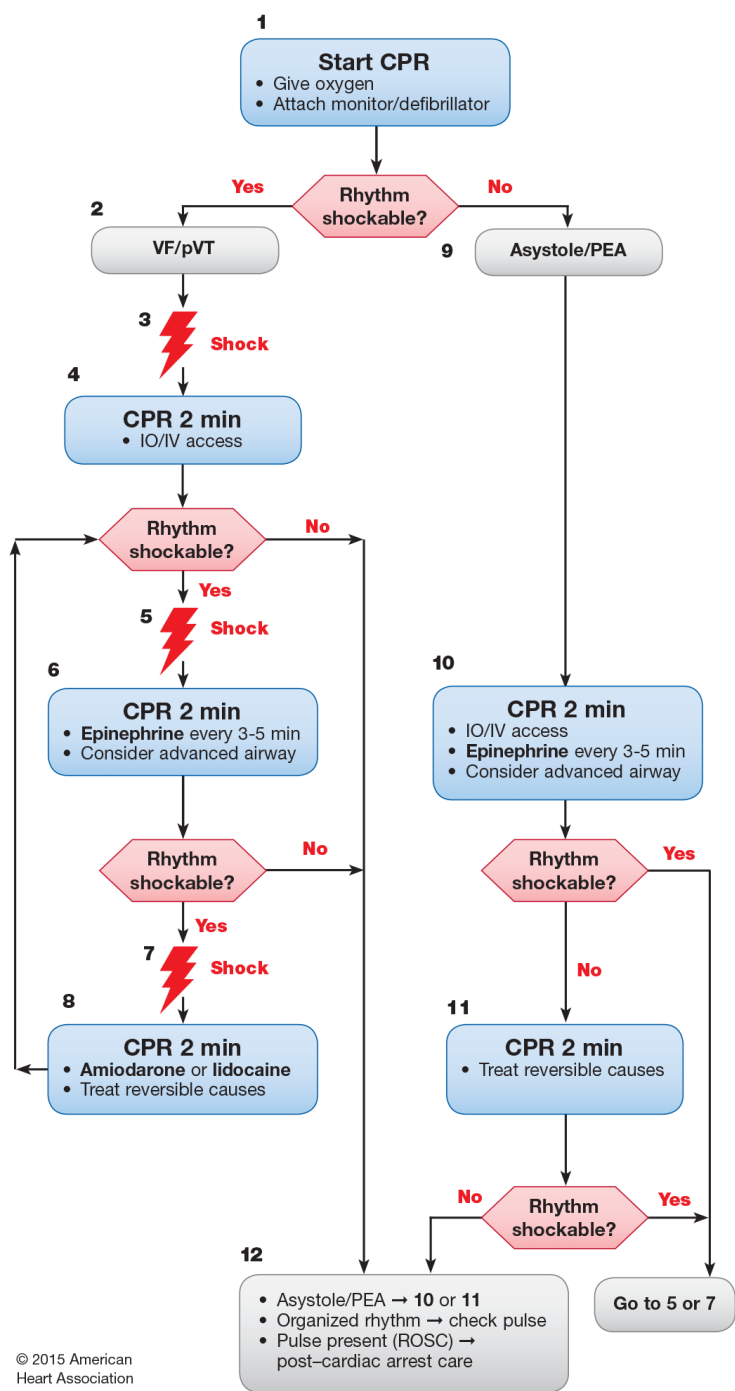 1
Start CPR
• Give oxygen
• Attach monitor/defibrillator
Rhythm
shockable?
Yes
No
2
VF/pVT
9
Asystole/PEA
3
Shock
4
CPR 2 min
• IO/IV access
Rhythm
shockable?
No
Yes
5
Shock
6
CPR 2 min
• Epinephrine every 3-5 min
• Consider advanced airway
10
CPR 2 min
• IO/IV access
• Epinephrine every 3-5 min
• Consider advanced airway
Rhythm
shockable?
No
Yes
Rhythm
shockable?
Yes
No
7
Shock
8
CPR 2 min
• Amiodarone or lidocaine
• Treat reversible causes
11
CPR 2 min
• Treat reversible causes
No
Rhythm
shockable?
Yes
12
• Asystole/PEA → 10 or 11
• Organized rhythm → check pulse
• Pulse present (ROSC) →
post–cardiac arrest care
Go to 5 or 7
© 2015 American
Heart Association